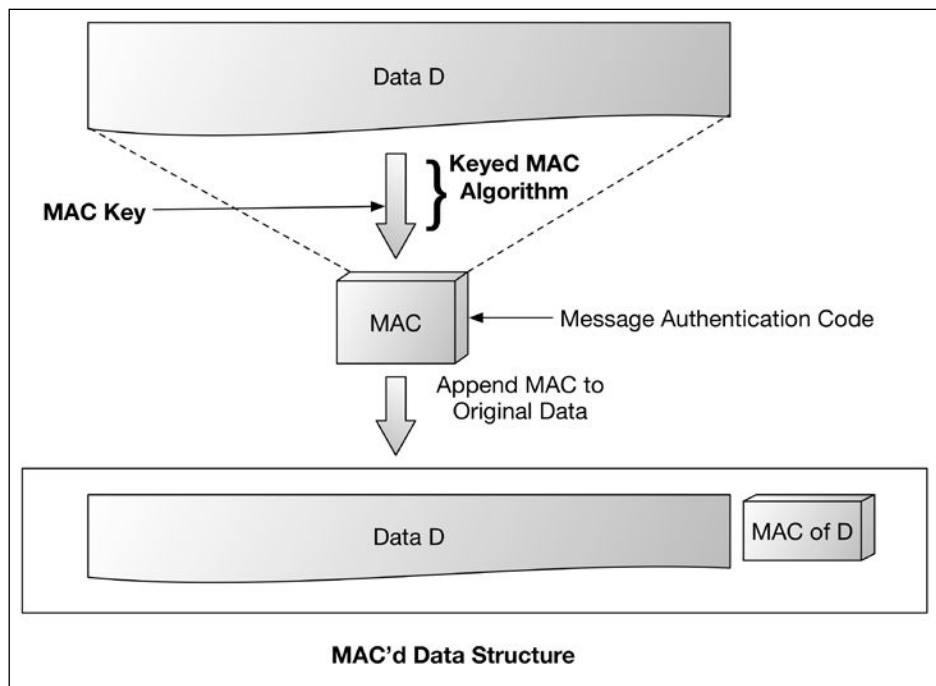 Data D
Keyed MAC
Algorithm
MAC Key
MAC
Message Authentication Code
Append MAC to
Original Data
Data D
MAC of D
MAC'd Data Structure